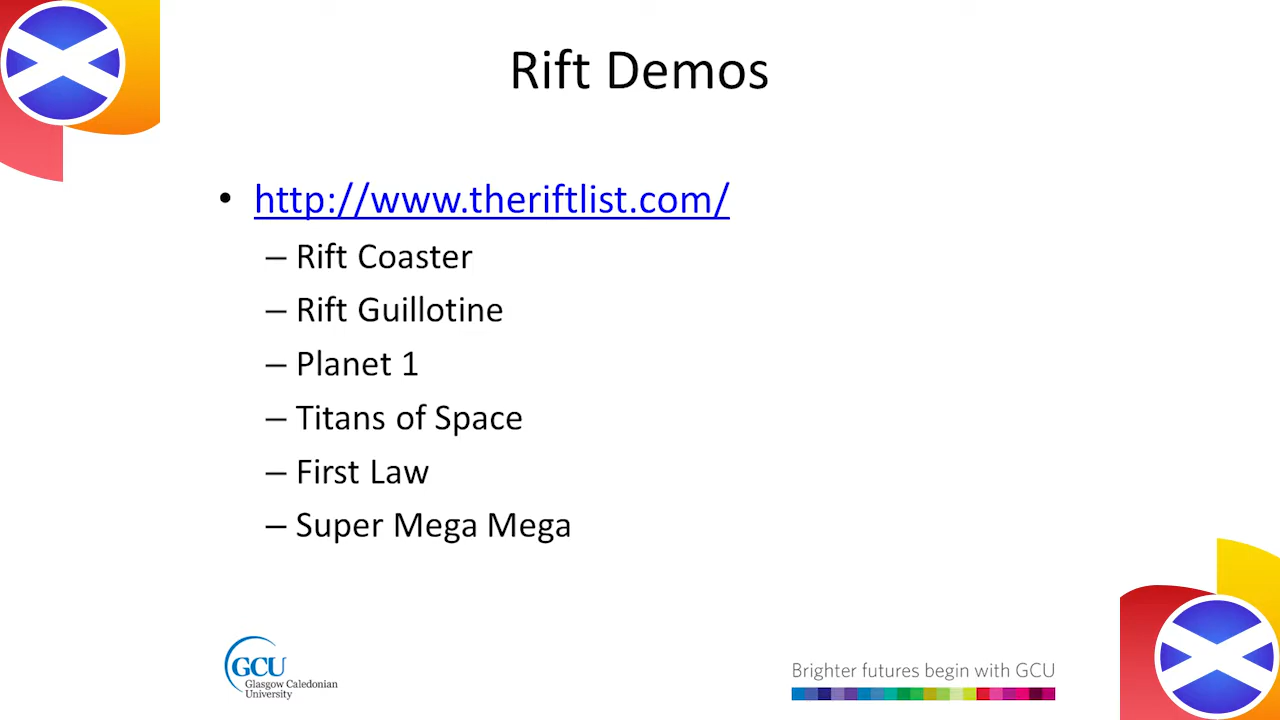 Rift Demos
• http://www.theriftlist.com/
– Rift Coaster
– Rift Guillotine
– Planet 1
– Titans of Space
– First Law
– Super Mega Mega
GCU
Glasgow Caledonian
University
Brighter futures begin with GCU